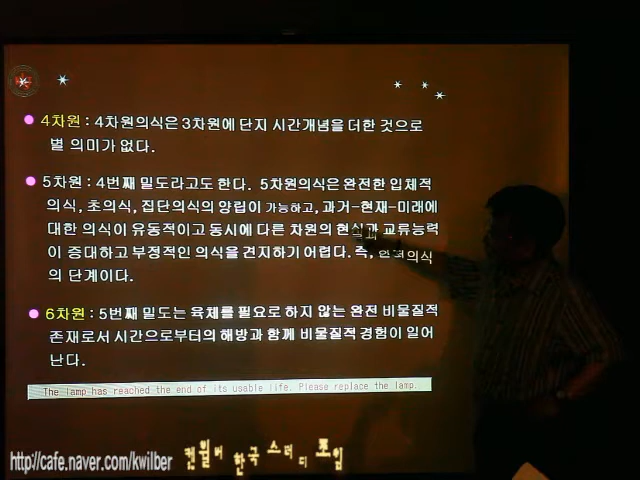 4차원 : 4차원의식은 3차원에 단지 시간개념을 더한 것으로
별 의미가 없다.
5차원 : 4번째 밀도라고도 한다. 5차원의식은 완전한 입체적
의식, 초의식, 집단의식의 양립이 가능하고, 과거-현재-미래에
대한 의식이 유동적이고 동시에 다른 차원의 현실과 교류능력
이 증대하고 부정적인 의식을 견지하기 어렵다. 즉, 현현의식
의 단계이다.
6차원 : 5번째 밀도는 육체를 필요로 하지 않는 완전 비물질적
존재로서 시간으로부터의 해방과 함께 비물질적 경험이 일어
난다.
The lamp has reached the end of its usable life. Please replace the lamp.
http://cafe.naver.com/kwilber 켄윌버 한국 스터디 모임